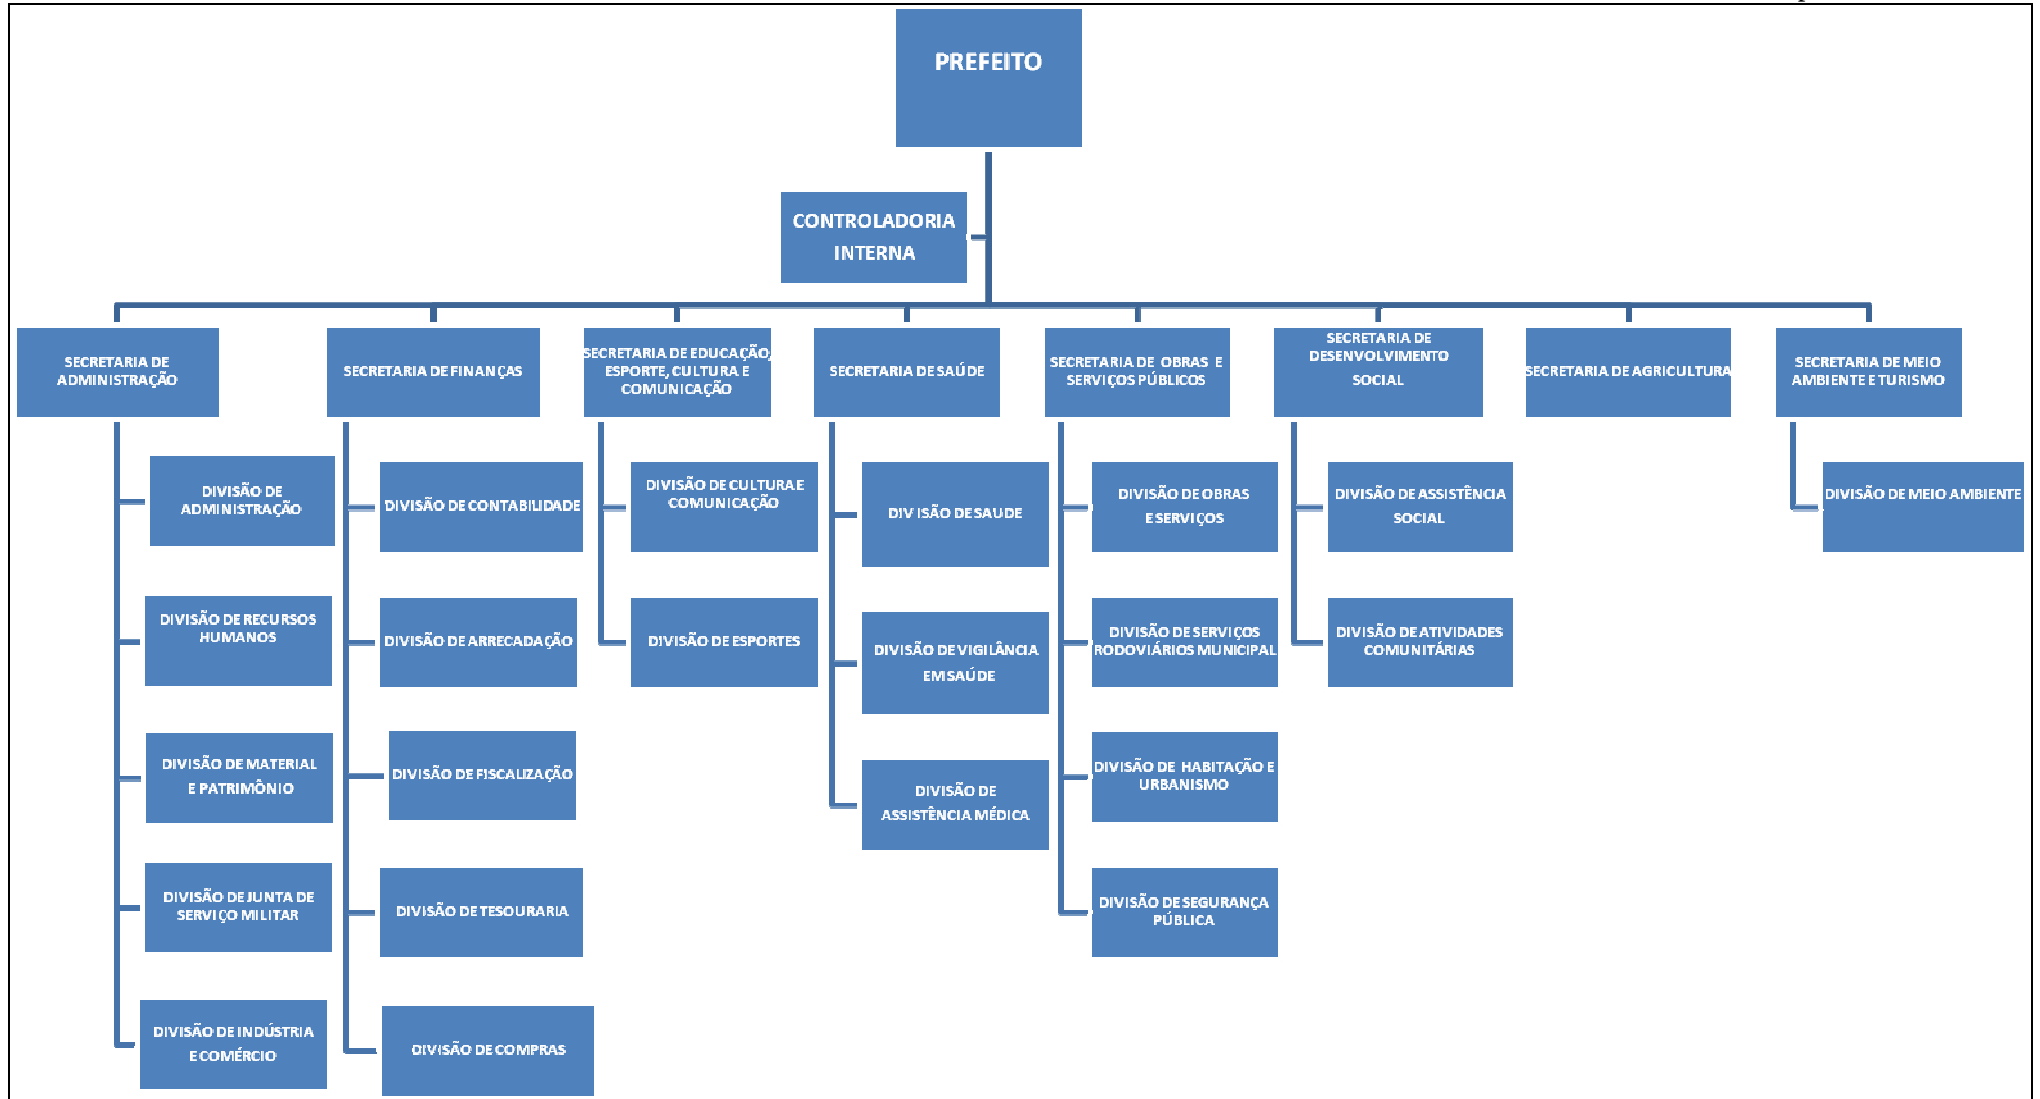 PREFEITO
CONTROLADORIA
INTERNA
SECRETARIA DE
ADMINISTRAÇÃO
SECRETARIA DE FINANÇAS
SECRETARIA DE EDUCAÇÃO,
ESPORTE, CULTURA E
COMUNICAÇÃO
SECRETARIA DE SAÚDE
SECRETARIA DE OBRAS E
SERVIÇOS PÚBLICOS
SECRETARIA DE
DESENVOLVIMENTO
SOCIAL
SECRETARIA DE AGRICULTURA
SECRETARIA DE MEIO
AMBIENTE E TURISMO
DIVISÃO DE
ADMINISTRAÇÃO
DIVISÃO DE RECURSOS
HUMANOS
DIVISÃO DE MATERIAL
E PATRIMÔNIO
DIVISÃO DE JUNTA DE
SERVIÇO MILITAR
DIVISÃO DE INDÚSTRIA
E COMÉRCIO
DIVISÃO DE CONTABILIDADE
DIVISÃO DE ARRECADAÇÃO
DIVISÃO DE FISCALIZAÇÃO
DIVISÃO DE TESOURARIA
DIVISÃO DE COMPRAS
DIVISÃO DE CULTURA E
COMUNICAÇÃO
DIVISÃO DE ESPORTES
DIVISÃO DE SAUDE
DIVISÃO DE VIGILÂNCIA
EM SAÚDE
DIVISÃO DE
ASSISTÊNCIA MÉDICA
DIVISÃO DE OBRAS
E SERVIÇOS
DIVISÃO DE SERVIÇOS
RODOVIÁRIOS MUNICIPAL
DIVISÃO DE HABITAÇÃO E
URBANISMO
DIVISÃO DE SEGURANÇA
PÚBLICA
DIVISÃO DE ASSISTÊNCIA
SOCIAL
DIVISÃO DE ATIVIDADES
COMUNITÁRIAS
DIVISÃO DE MEIO AMBIENTE